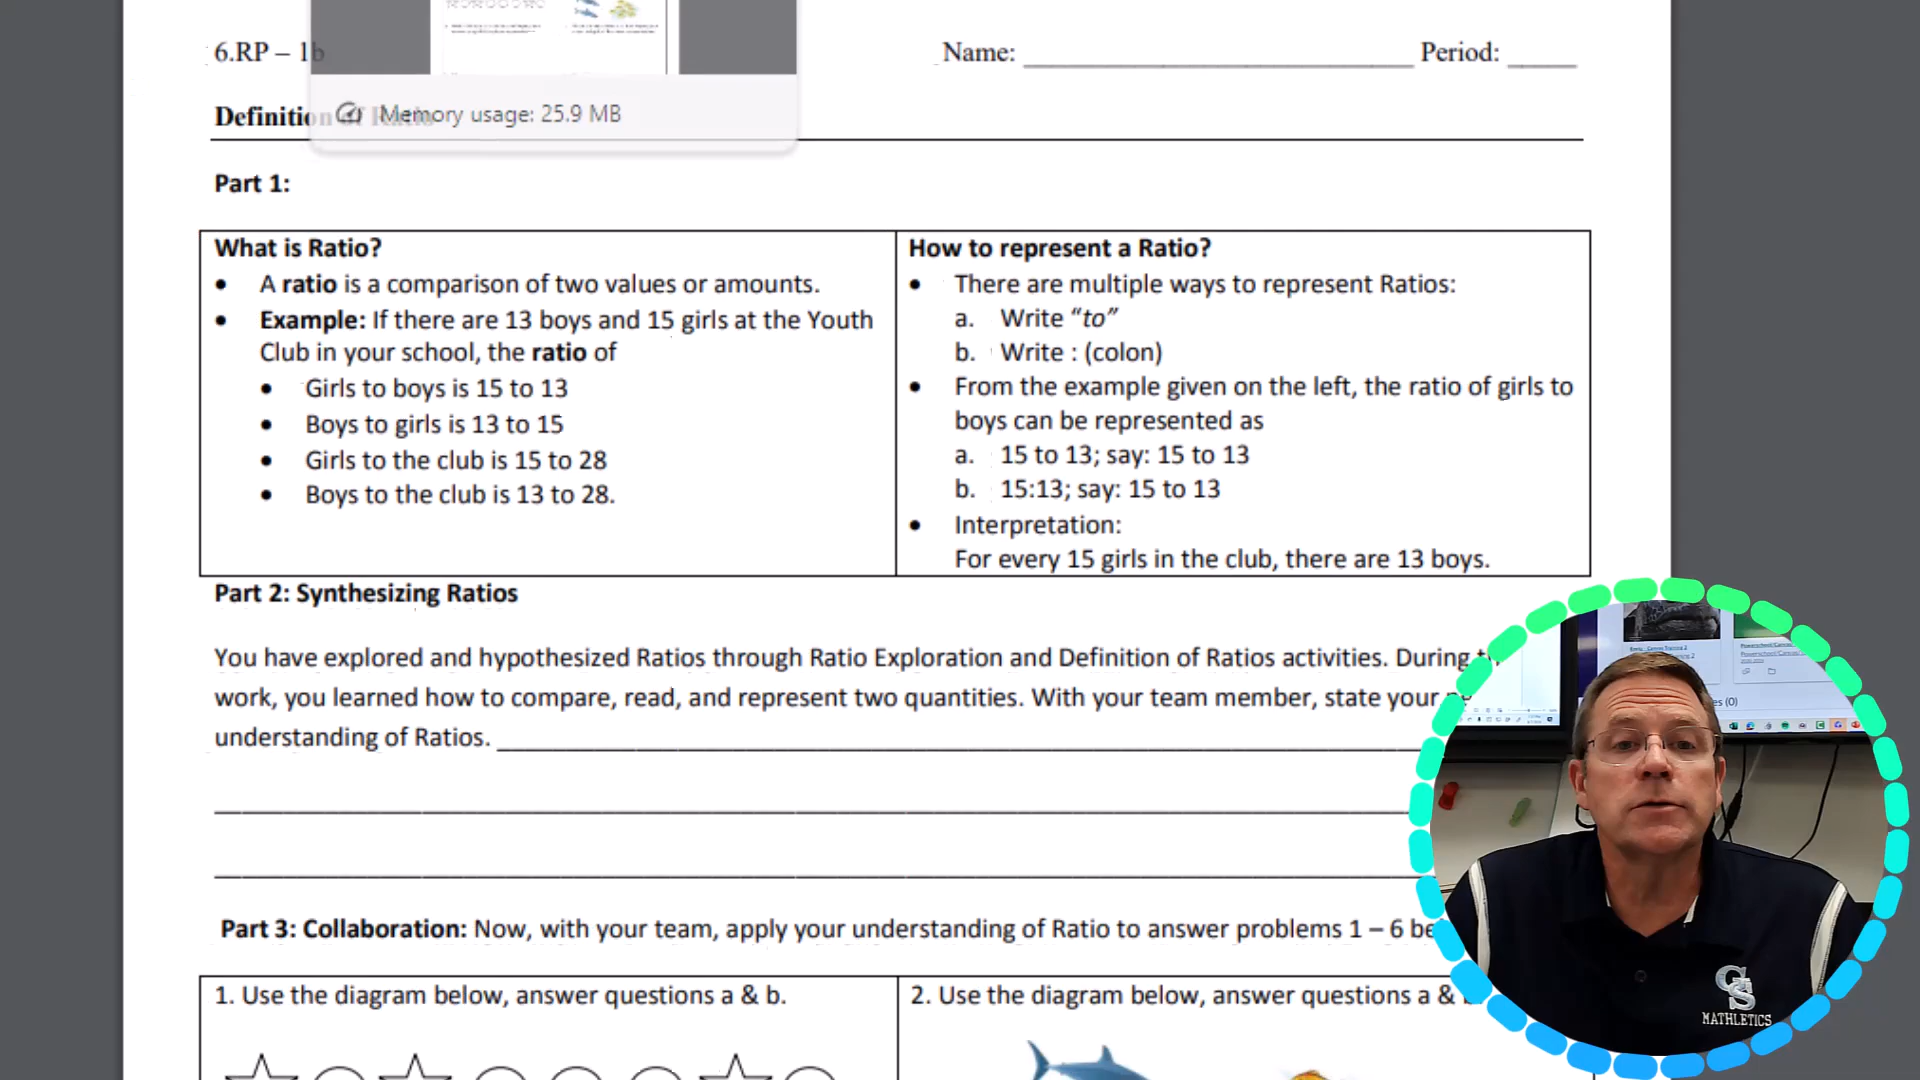 6.RP – 1b
Name: Period:
Definition of Ratio
Memory usage: 25.9 MB
Part 1:
What is Ratio?
A ratio is a comparison of two values or amounts.
Example: If there are 13 boys and 15 girls at the Youth
Club in your school, the ratio of
Girls to boys is 15 to 13
Boys to girls is 13 to 15
Girls to the club is 15 to 28
Boys to the club is 13 to 28.
How to represent a Ratio?
There are multiple ways to represent Ratios:
a. Write “to”
b. Write : (colon)
From the example given on the left, the ratio of girls to
boys can be represented as
a. 15 to 13; say: 15 to 13
b. 15:13; say: 15 to 13
Interpretation:
For every 15 girls in the club, there are 13 boys.
Part 2: Synthesizing Ratios
You have explored and hypothesized Ratios through Ratio Exploration and Definition of Ratios activities. During
work, you learned how to compare, read, and represent two quantities. With your team member, state your
understanding of Ratios.
Part 3: Collaboration: Now, with your team, apply your understanding of Ratio to answer problems 1 – 6
1. Use the diagram below, answer questions a & b.
2. Use the diagram below, answer questions a &
GS
MATHLETICS